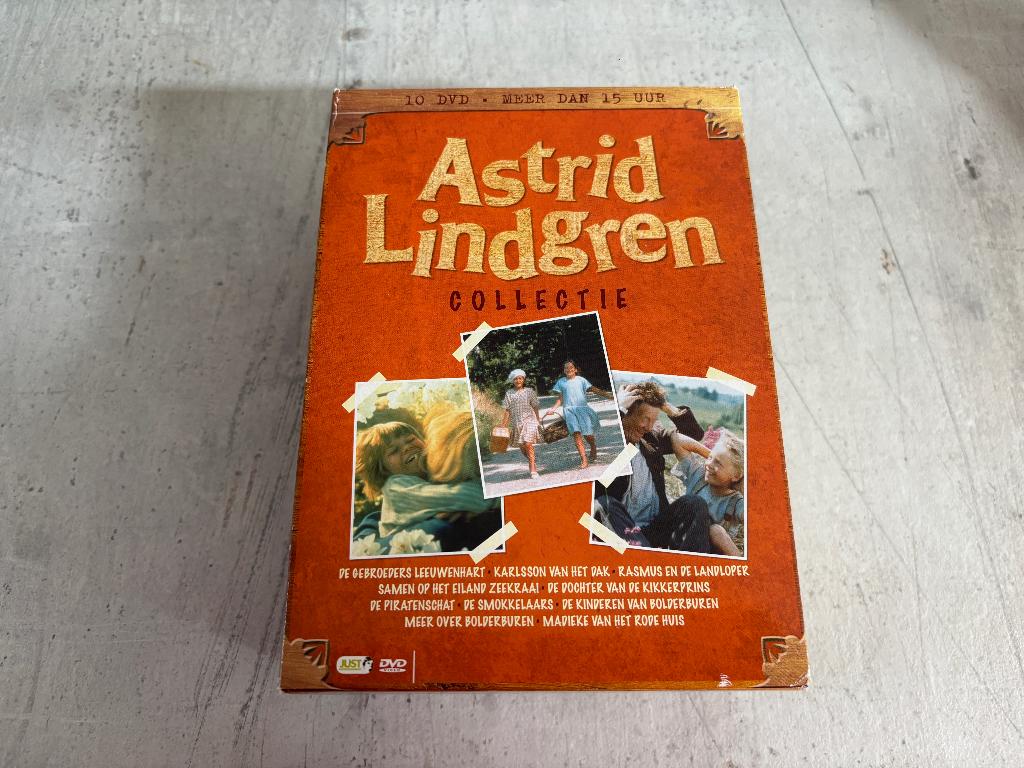 10 DVD • MEER DAN 15 UUR
Astrid
Lindgren
COLLECTIE
DE GEBROEDERS LEEUWENHART • KARLSSON VAN HET DAK • RASMUS EN DE LANDLOPER
SAMEN OP HET EILAND ZEEKRAAI • DE DOCHTER VAN DE KIKKERPRINS
DE PIRATENSCHAT • DE SMOKKELAARS • DE KINDEREN VAN BOLDERBUREN
MEER OVER BOLDERBUREN • MADIEKE VAN HET RODE HUIS
JUST
DVD
VIDEO